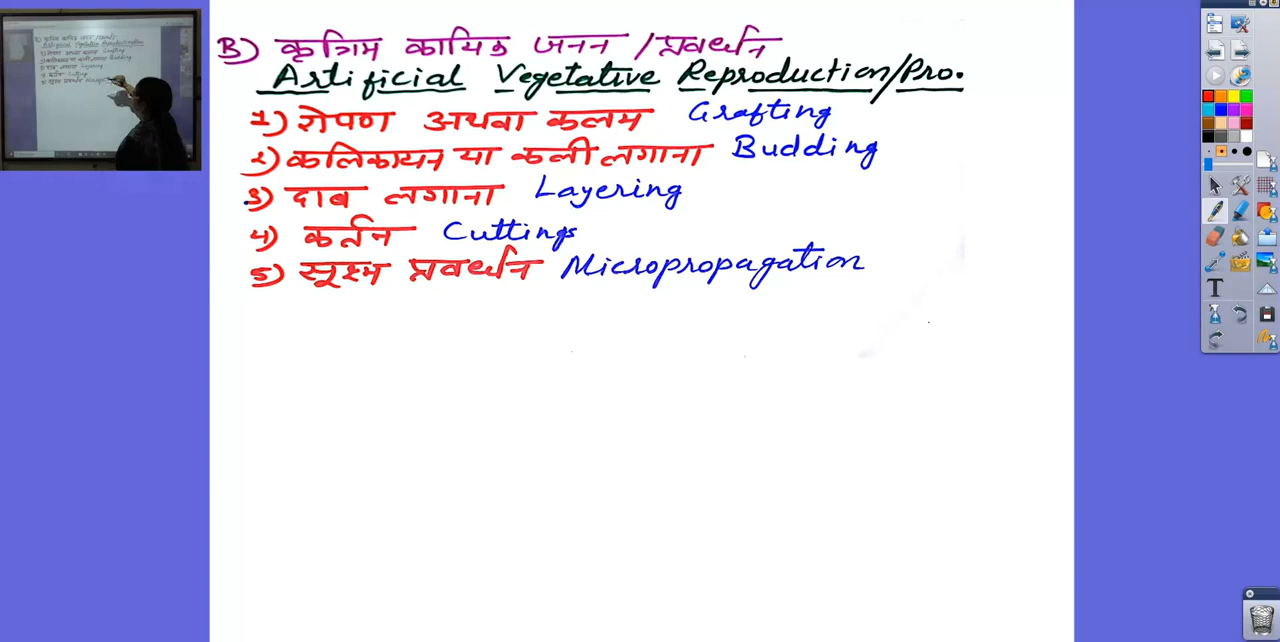 B) कृत्रिम कायिक जनन / प्रवर्धन
Artificial Vegetative Reproduction/Pro.
1) रोपण अथवा कलम Grafting
2) कलिकायन या कली लगाना Budding
3) दाब लगाना Layering
4) कर्तन Cuttings
5) सूक्ष्म प्रवर्धन Micropropagation